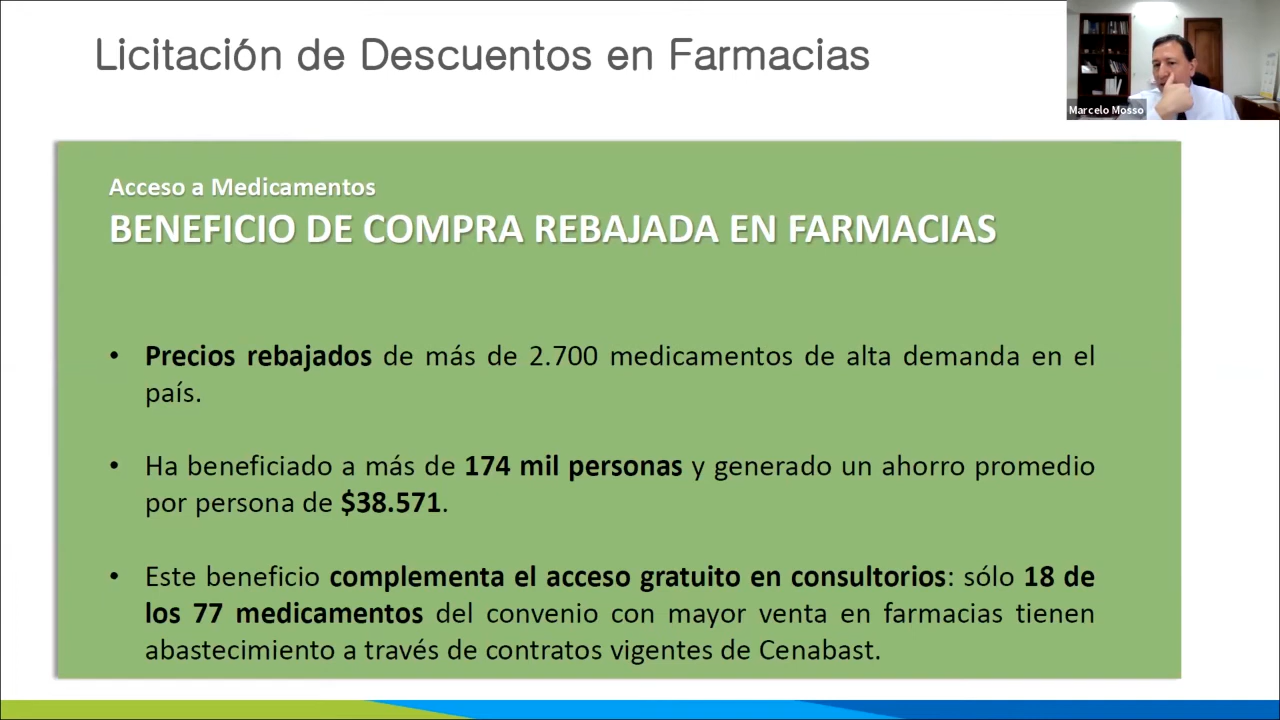 Licitación de Descuentos en Farmacias
Marcelo Mosso
Acceso a Medicamentos
BENEFICIO DE COMPRA REBAJADA EN FARMACIAS
• Precios rebajados de más de 2.700 medicamentos de alta demanda en el
país.
• Ha beneficiado a más de 174 mil personas y generado un ahorro promedio
por persona de $38.571.
• Este beneficio complementa el acceso gratuito en consultorios: sólo 18 de
los 77 medicamentos del convenio con mayor venta en farmacias tienen
abastecimiento a través de contratos vigentes de Cenabast.